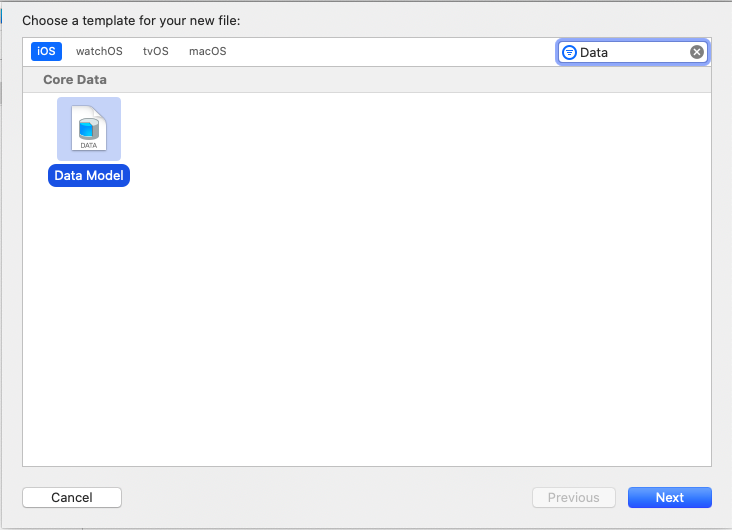 Choose a template for your new file:
iOS watchOS tvOS macOS Data
Core Data
DATA
Data Model
Cancel Previous Next